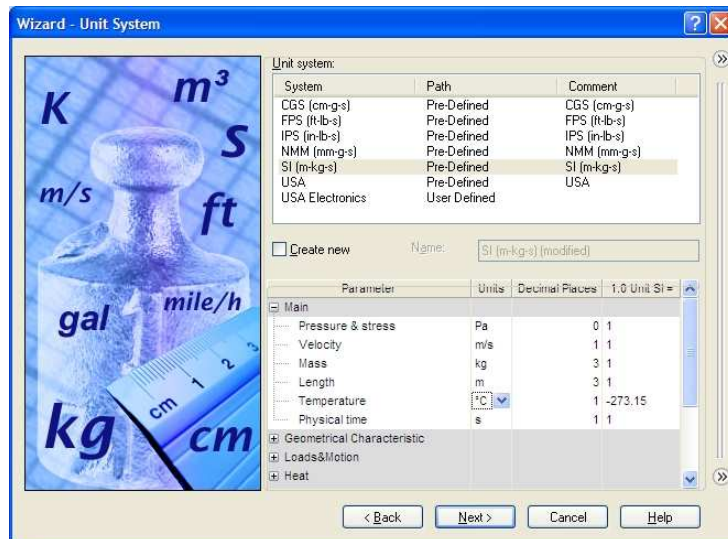 Wizard - Unit System
K
m³
s
m/s
ft
gal
mile/h
cm 1 2 3
kg
cm
Unit system:
System Path Comment
CGS (cm-g-s) Pre-Defined CGS (cm-g-s)
FPS (ft-lb-s) Pre-Defined FPS (ft-lb-s)
IPS (in-lb-s) Pre-Defined IPS (in-lb-s)
NMM (mm-g-s) Pre-Defined NMM (mm-g-s)
SI (m-kg-s) Pre-Defined SI (m-kg-s)
USA Pre-Defined USA
USA Electronics User Defined
Create new Name: SI (m-kg-s) (modified)
Parameter Units Decimal Places 1.0 Unit SI =
Main
Pressure & stress Pa 0 1
Velocity m/s 1 1
Mass kg 3 1
Length m 3 1
Temperature °C 1 -273.15
Physical time s 1 1
Geometrical Characteristic
Loads&Motion
Heat
< Back Next > Cancel Help